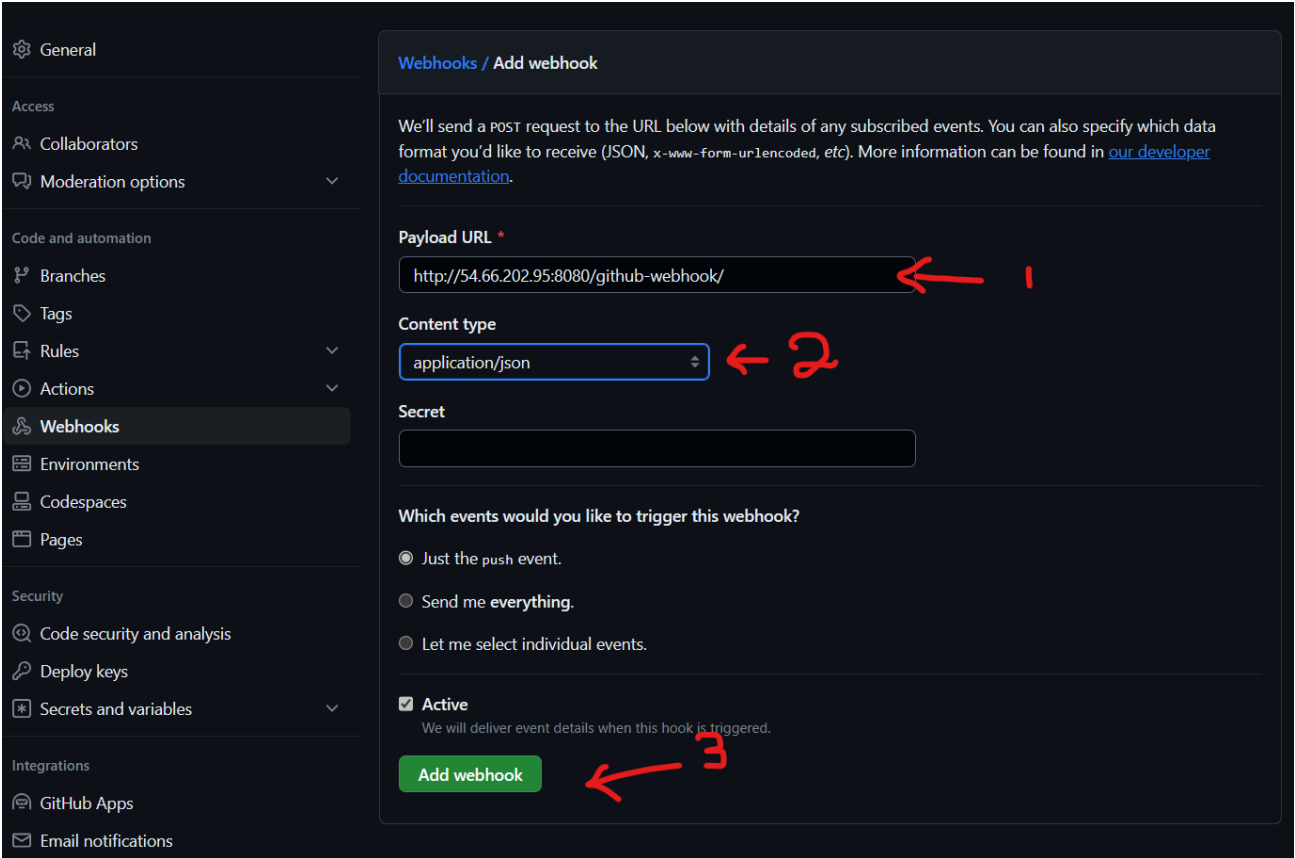 General
Access
Collaborators
Moderation options
Code and automation
Branches
Tags
Rules
Actions
Webhooks
Environments
Codespaces
Pages
Security
Code security and analysis
Deploy keys
Secrets and variables
Integrations
GitHub Apps
Email notifications
Webhooks / Add webhook
We'll send a POST request to the URL below with details of any subscribed events. You can also specify which data
format you'd like to receive (JSON, x-www-form-urlencoded, etc). More information can be found in our developer
documentation.
Payload URL *
http://54.66.202.95:8080/github-webhook/
1
Content type
application/json
2
Secret
Which events would you like to trigger this webhook?
Just the push event.
Send me everything.
Let me select individual events.
Active
We will deliver event details when this hook is triggered.
3
Add webhook